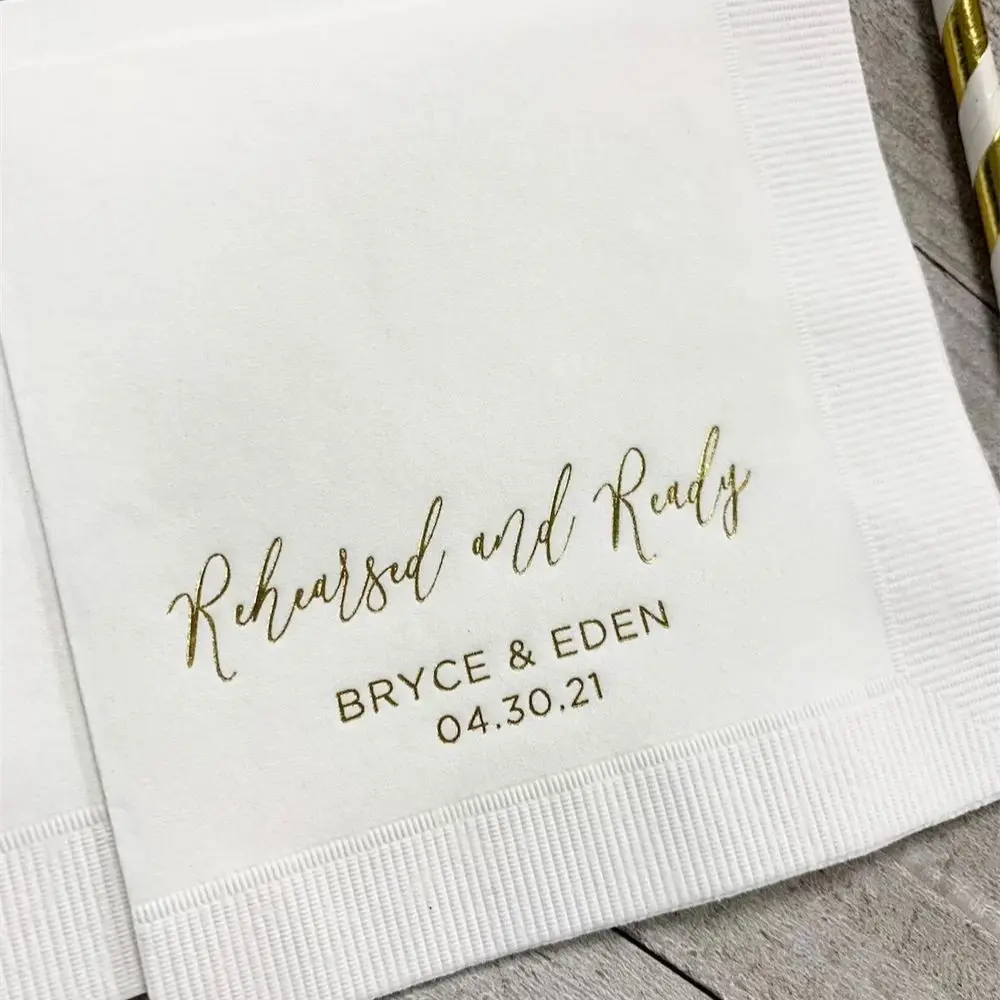 Rehearsed and Ready
BRYCE & EDEN
04.30.21